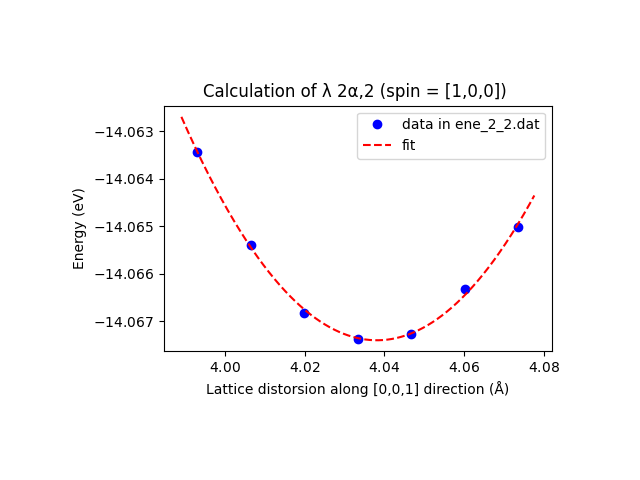 Calculation of λ 2α,2 (spin = [1,0,0])
data in ene_2_2.dat
fit
Energy (eV)
−14.063
−14.064
−14.065
−14.066
−14.067
4.00 4.02 4.04 4.06 4.08
Lattice distorsion along [0,0,1] direction (Å)